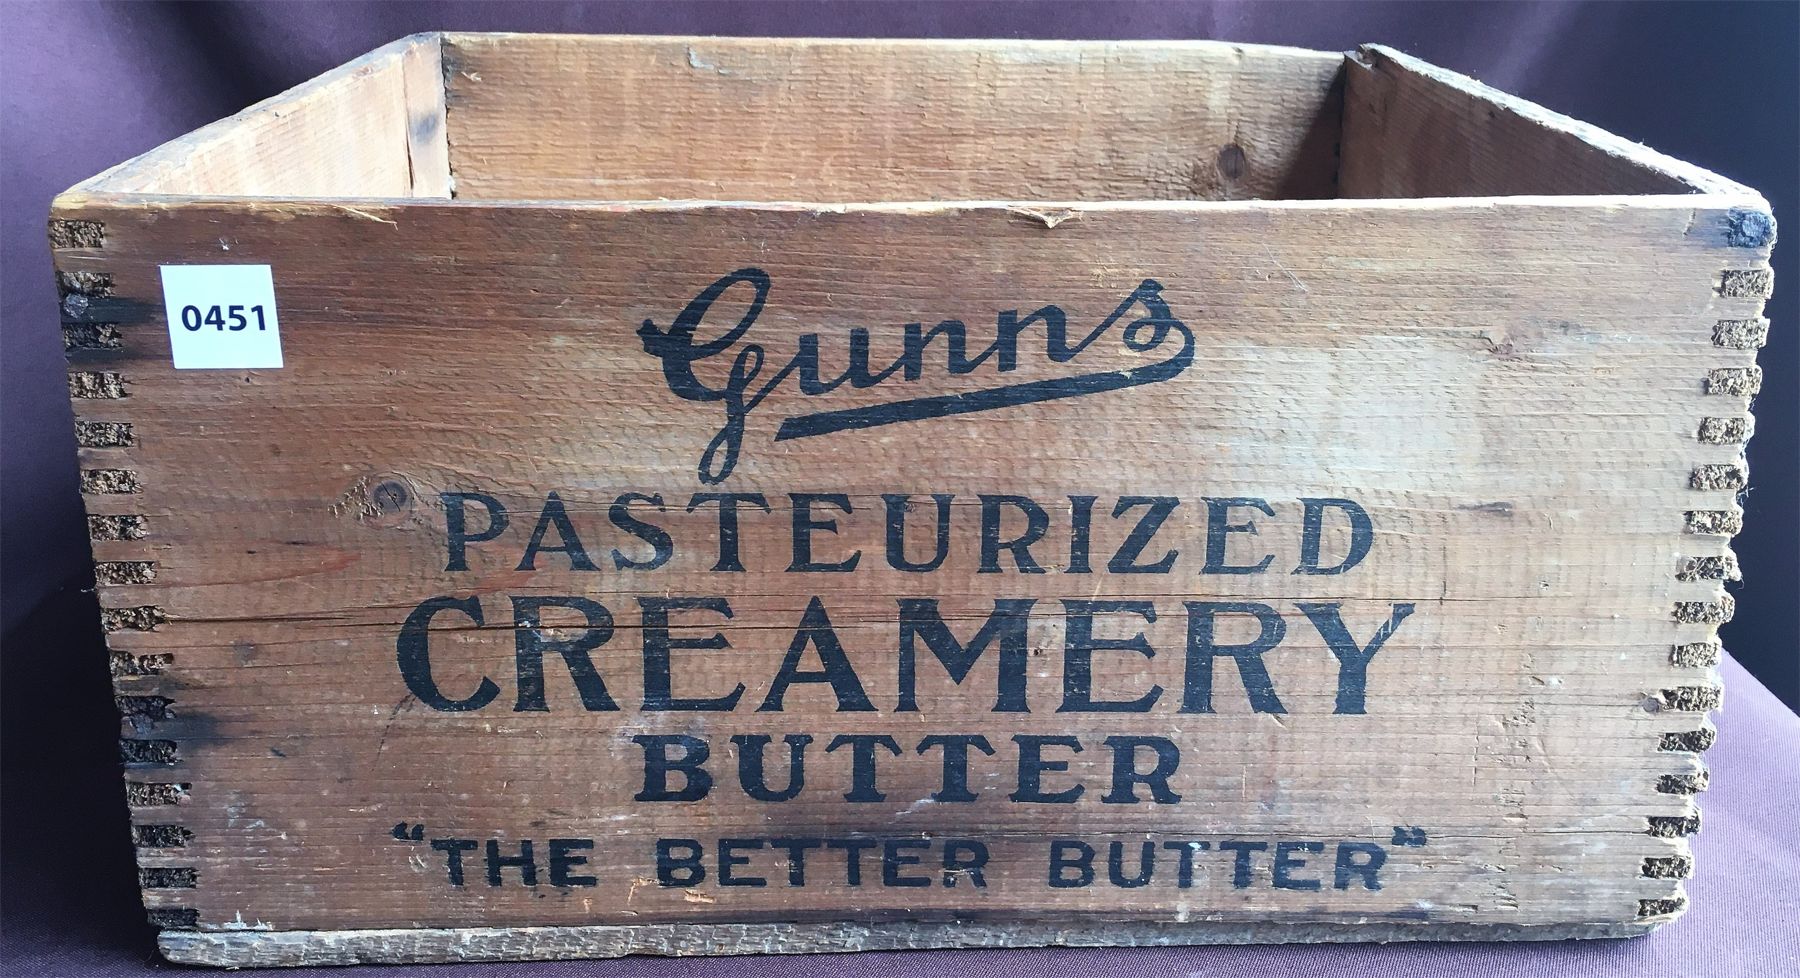 0451
Gunns
PASTEURIZED
CREAMERY
BUTTER
“THE BETTER BUTTER”